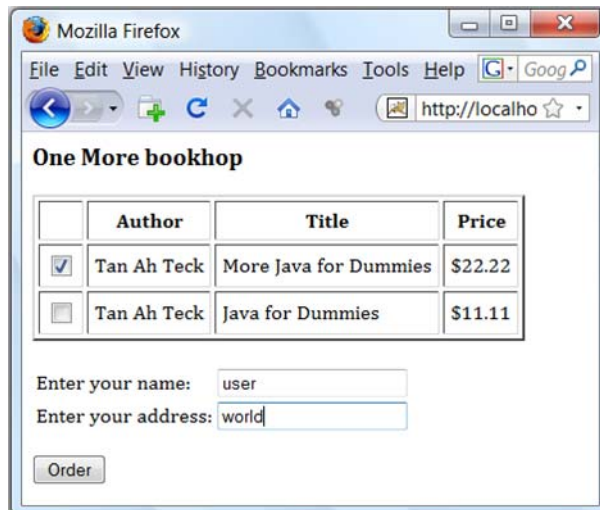 Mozilla Firefox
File Edit View History Bookmarks Tools Help G Goog
http://localho
One More bookhop
Author Title Price
Tan Ah Teck More Java for Dummies $22.22
Tan Ah Teck Java for Dummies $11.11
Enter your name: user
Enter your address: world
Order